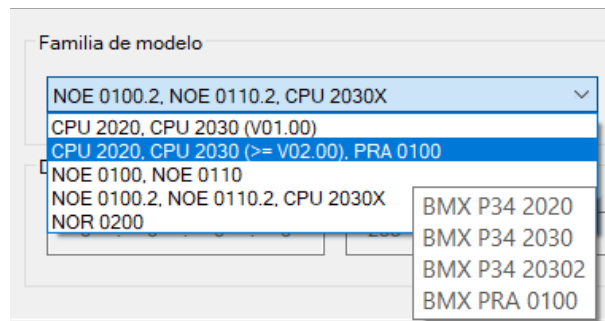 Familia de modelo
NOE 0100.2, NOE 0110.2, CPU 2030X
CPU 2020, CPU 2030 (V01.00)
CPU 2020, CPU 2030 (>= V02.00), PRA 0100
NOE 0100, NOE 0110
NOE 0100.2, NOE 0110.2, CPU 2030X
NOR 0200
BMX P34 2020
BMX P34 2030
BMX P34 20302
BMX PRA 0100